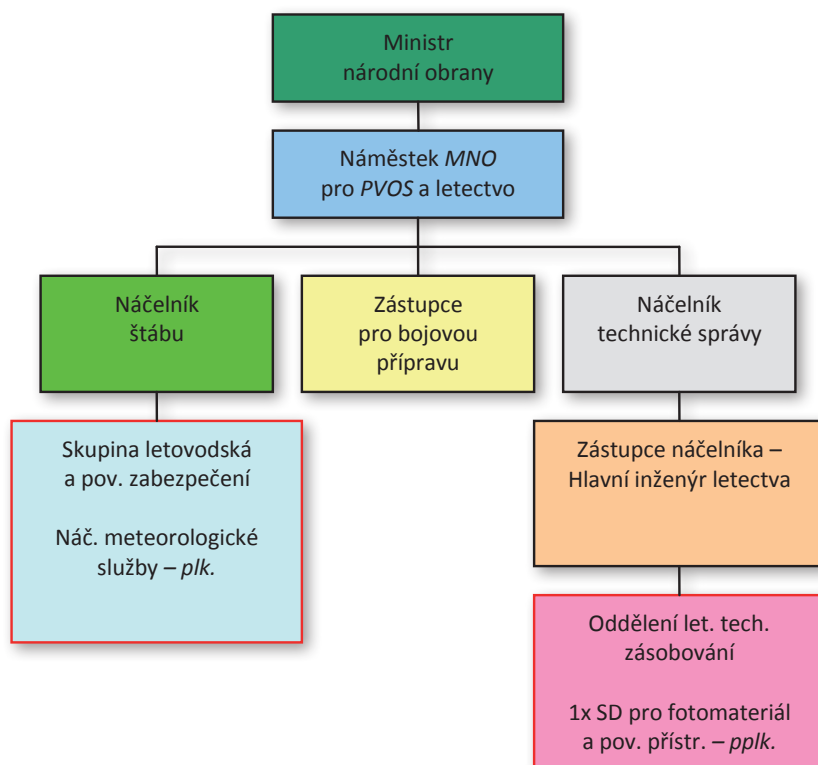 Ministr
národní obrany
Náměstek MNO
pro PVOS a letectvo
Náčelník
štábu
Zástupce
pro bojovou
přípravu
Náčelník
technické správy
Skupina letovodská
a pov. zabezpečení
Náč. meteorologické
služby – plk.
Zástupce náčelníka –
Hlavní inženýr letectva
Oddělení let. tech.
zásobování
1x SD pro fotomateriál
a pov. přístr. – pplk.